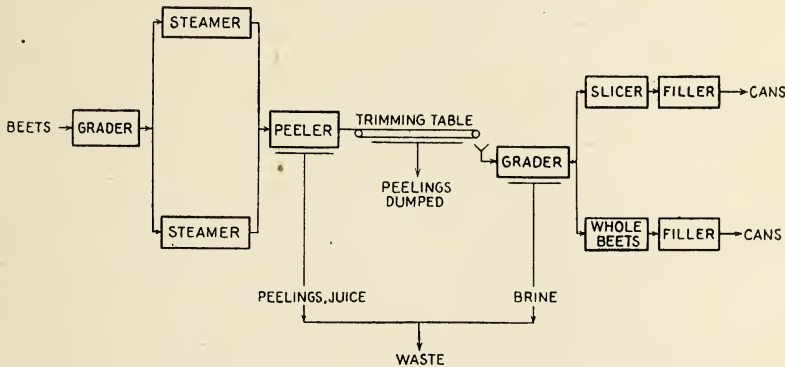 STEAMER
BEETS
GRADER
STEAMER
PEELER
TRIMMING TABLE
PEELINGS
DUMPED
GRADER
SLICER
FILLER
CANS
WHOLE
BEETS
FILLER
CANS
PEELINGS, JUICE
BRINE
WASTE